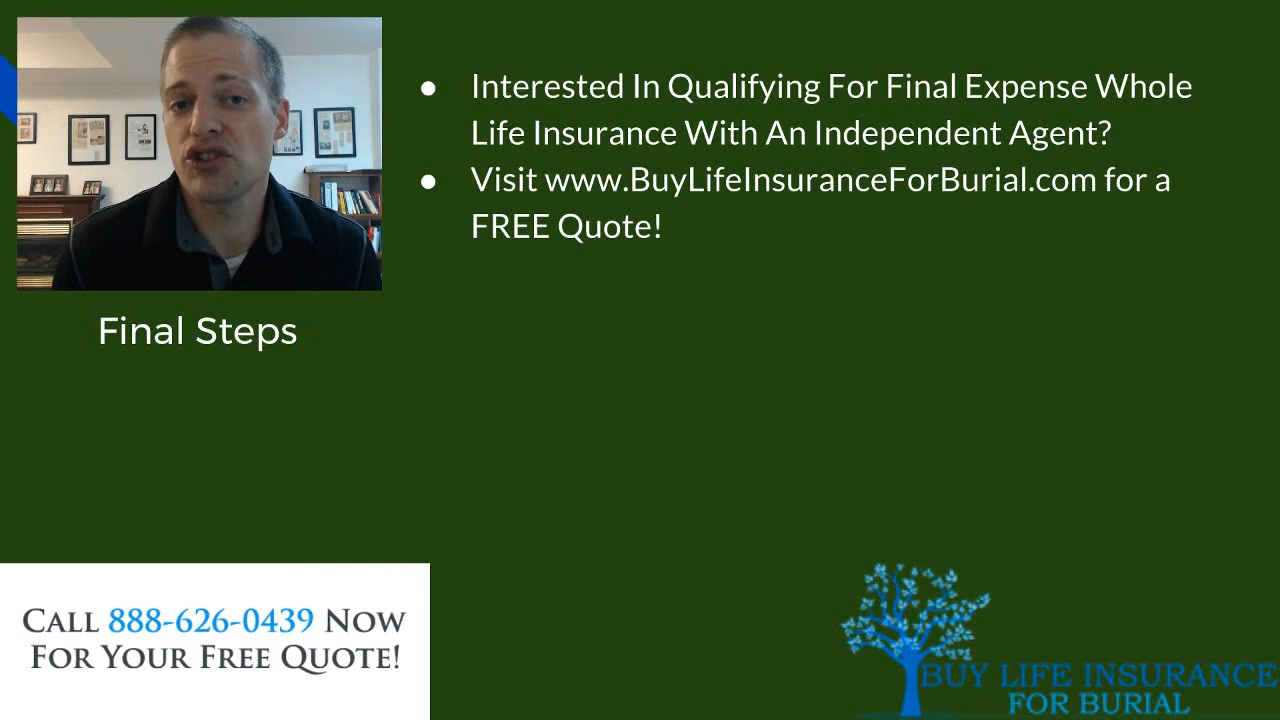 Interested In Qualifying For Final Expense Whole
Life Insurance With An Independent Agent?
Visit www.BuyLifeInsuranceForBurial.com for a
FREE Quote!
Final Steps
Call 888-626-0439 Now
For Your Free Quote!
BUY LIFE INSURANCE
FOR BURIAL